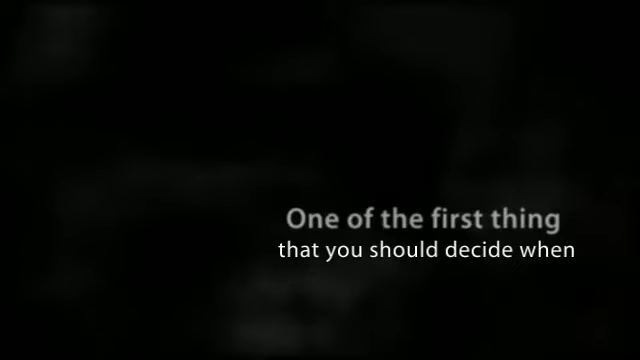 One of the first thing
that you should decide when